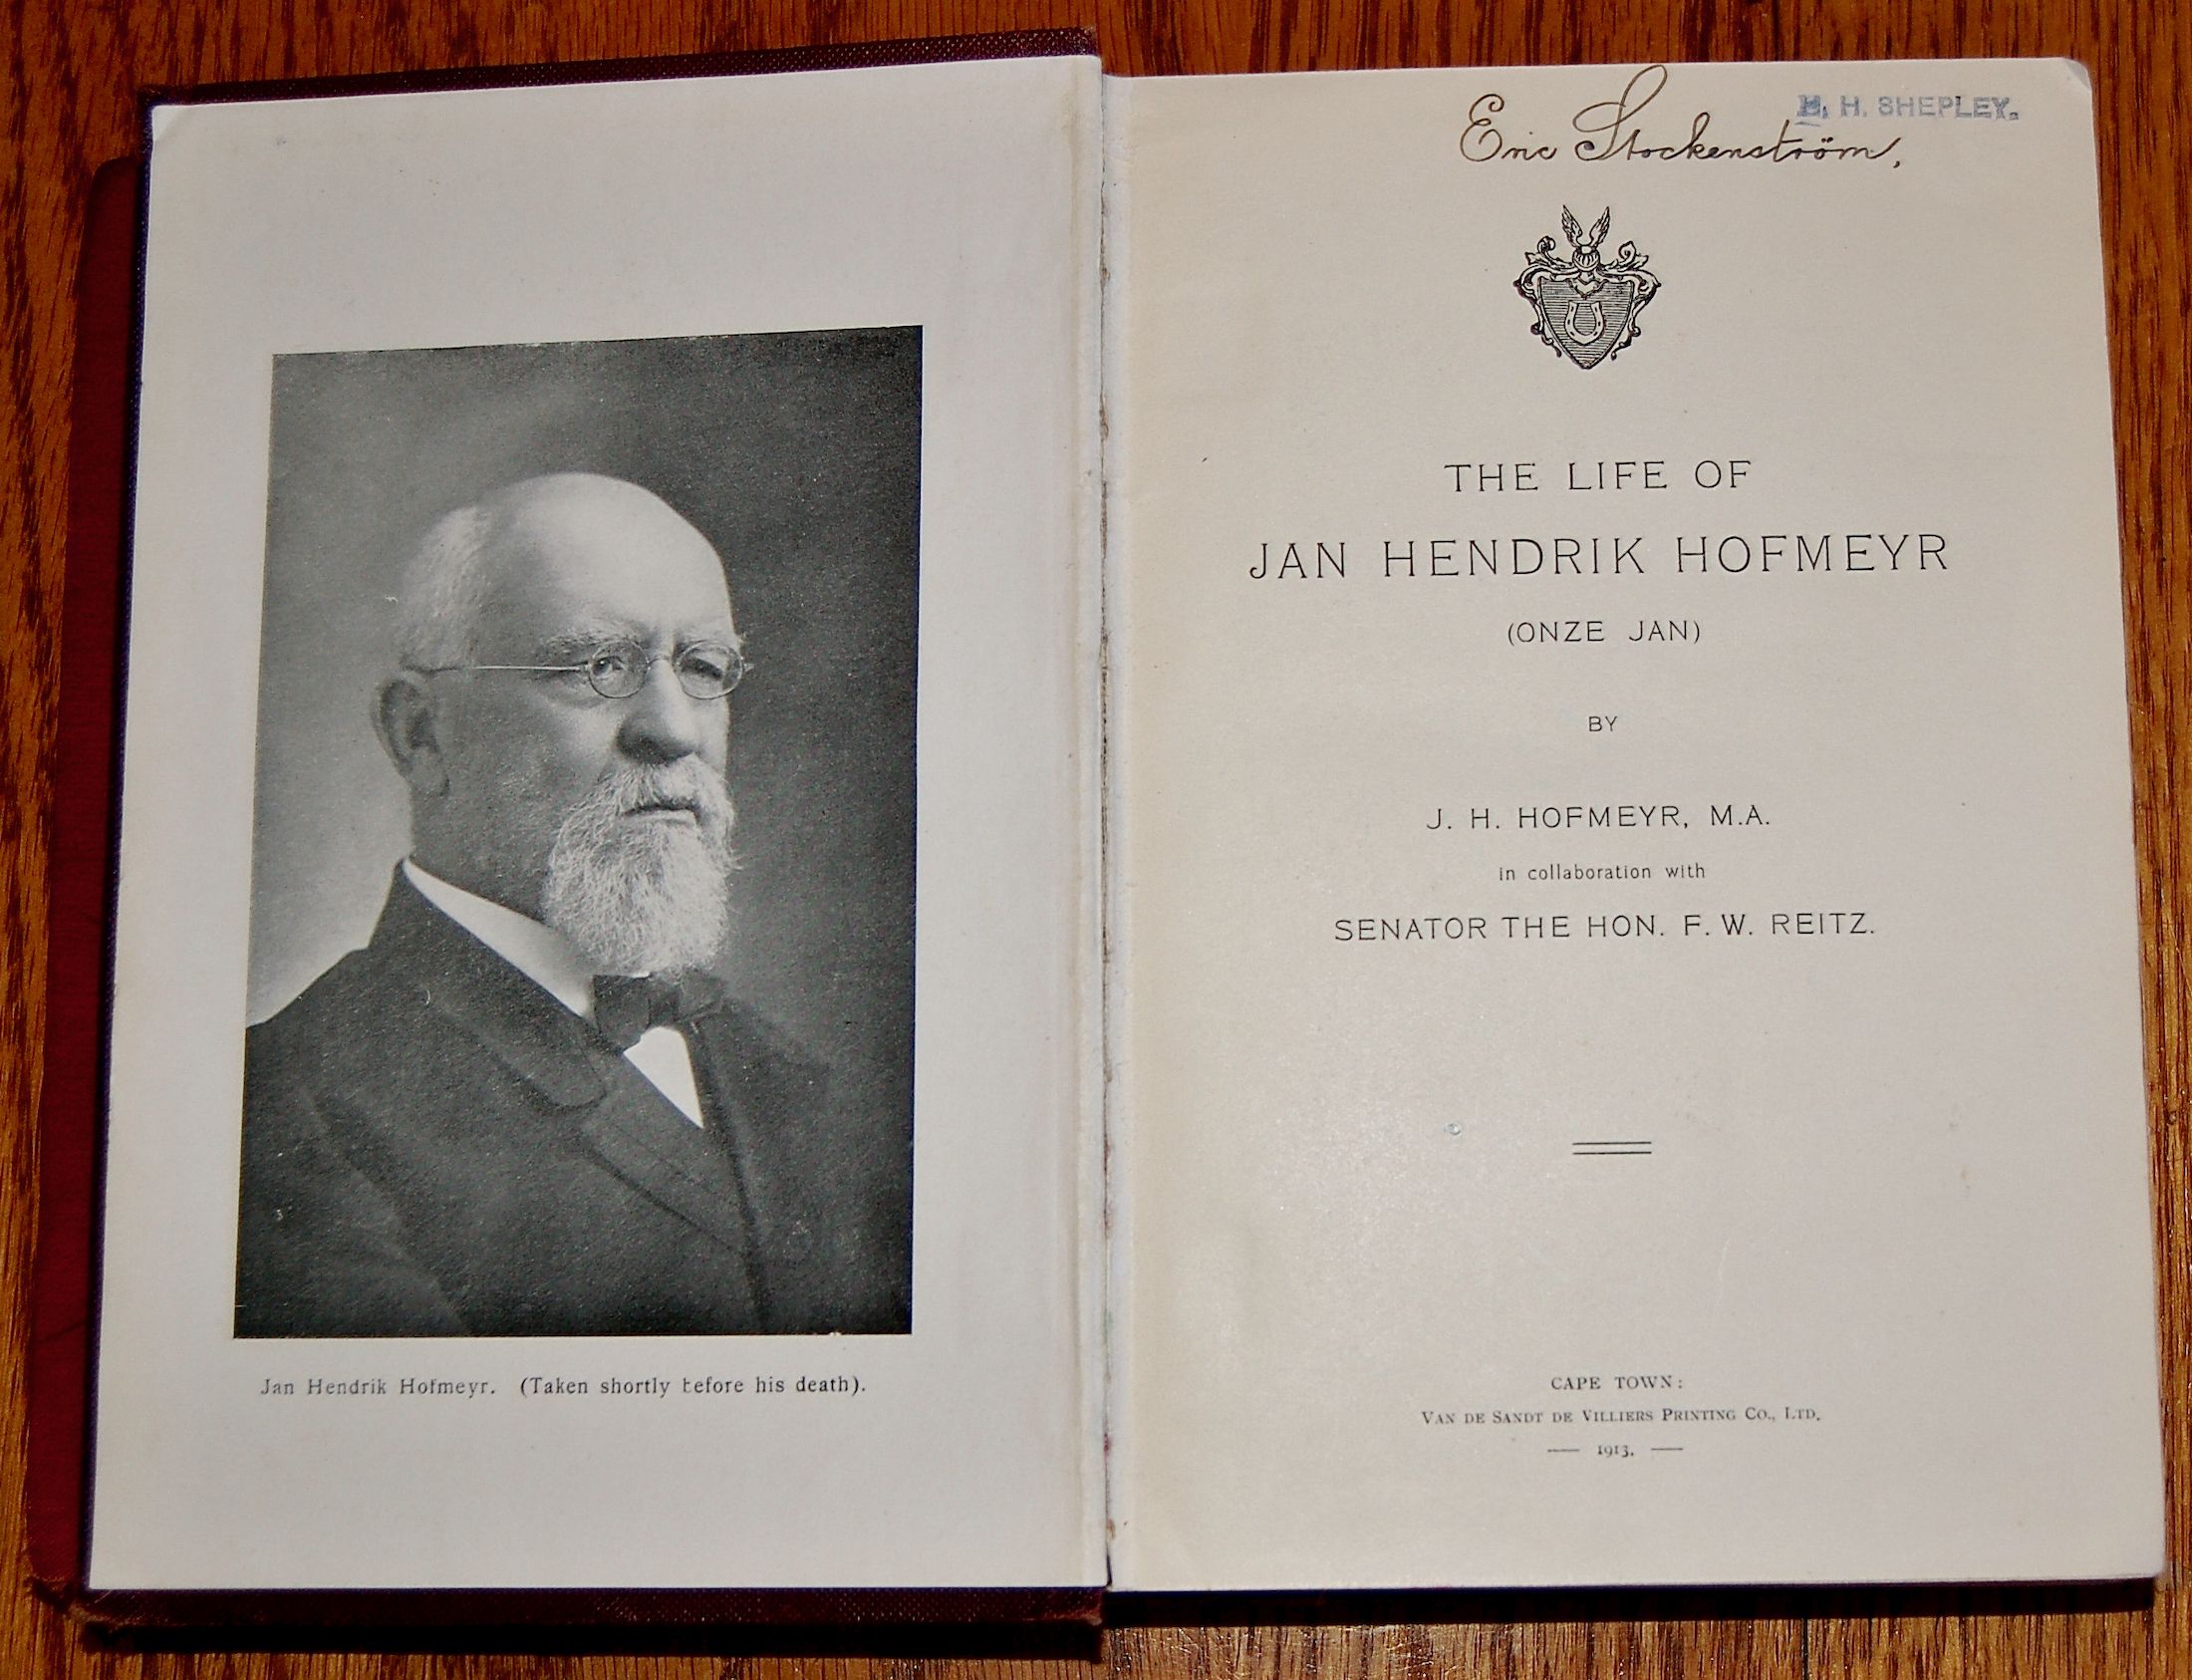 Jan Hendrik Hofmeyr. (Taken shortly before his death).
H. SHEPLEY.
Eric Stockenström,
THE LIFE OF
JAN HENDRIK HOFMEYR
(ONZE JAN)
BY
J. H. HOFMEYR, M.A.
in collaboration with
SENATOR THE HON. F. W. REITZ.
CAPE TOWN:
VAN DE SANDT DE VILLIERS PRINTING CO., LTD.
— 1913. —